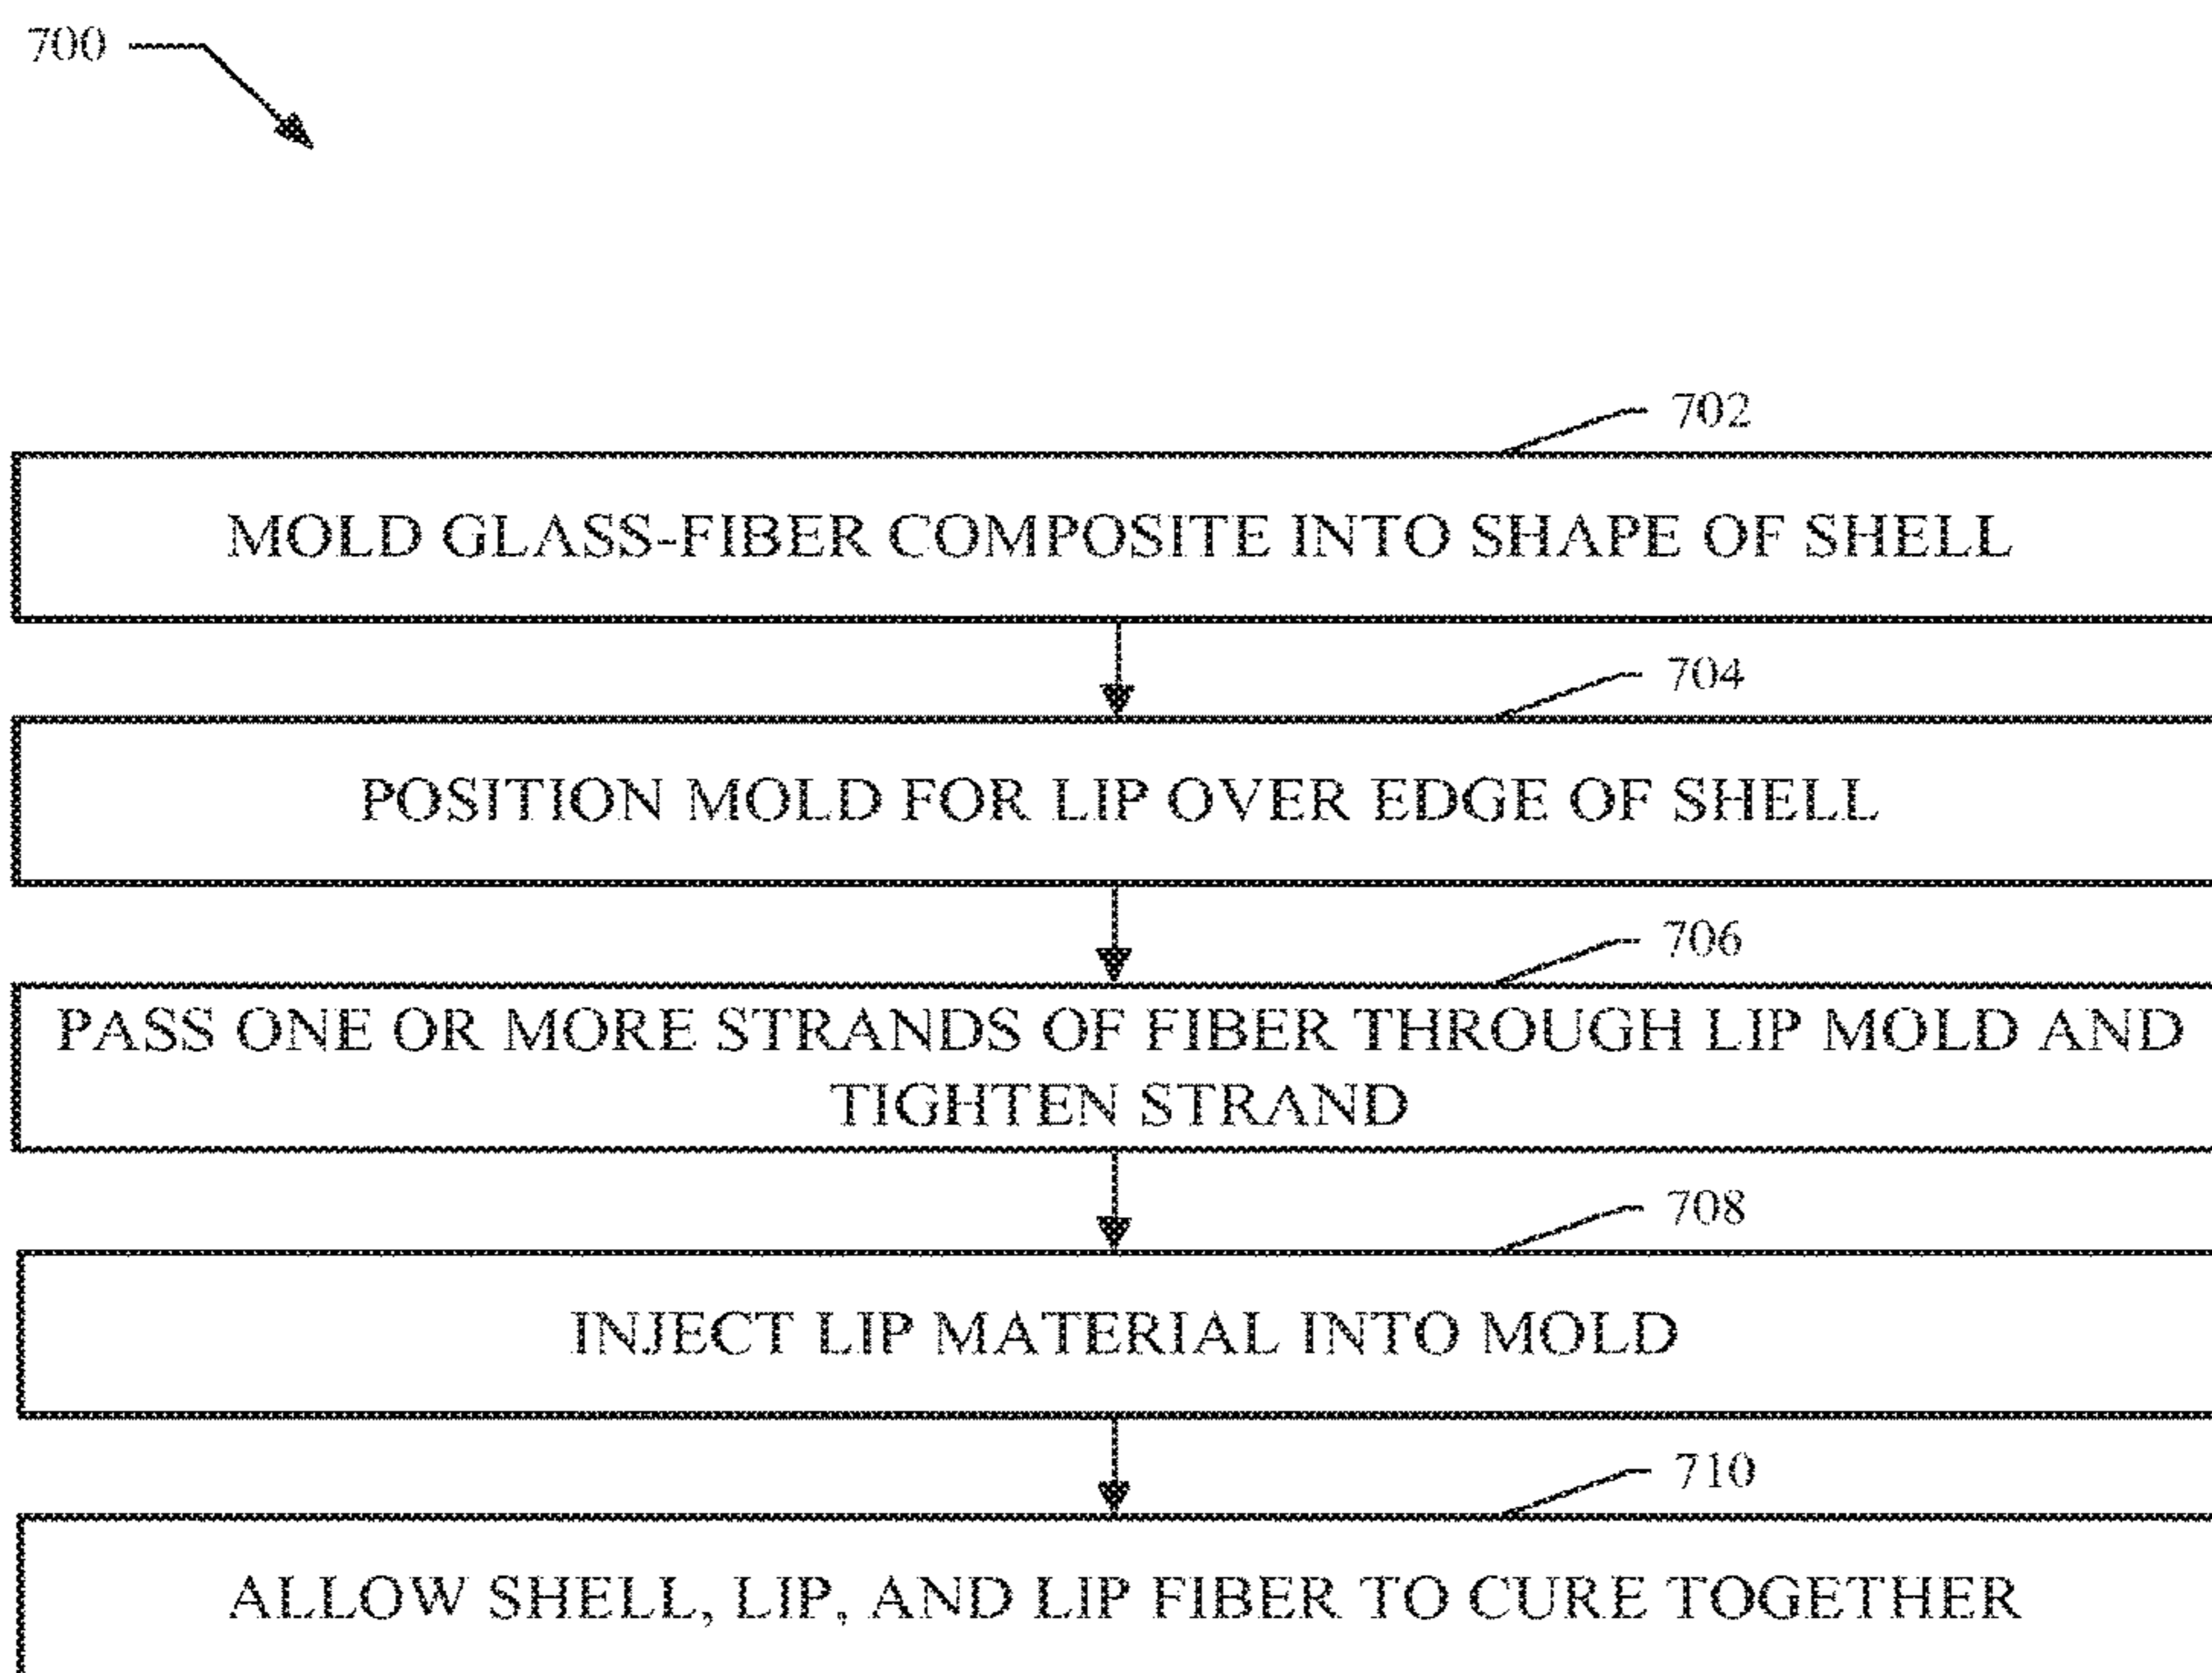 700
702
MOLD GLASS-FIBER COMPOSITE INTO SHAPE OF SHELL
704
POSITION MOLD FOR LIP OVER EDGE OF SHELL
706
PASS ONE OR MORE STRANDS OF FIBER THROUGH LIP MOLD AND
TIGHTEN STRAND
708
INJECT LIP MATERIAL INTO MOLD
710
ALLOW SHELL, LIP, AND LIP FIBER TO CURE TOGETHER